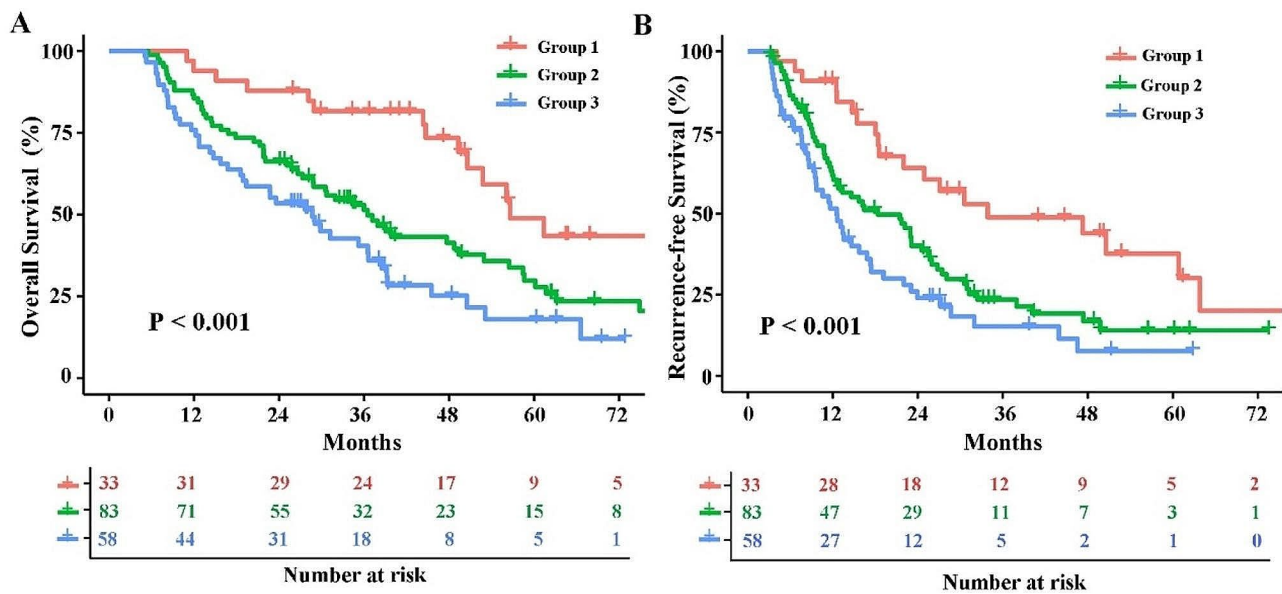 A
Overall Survival (%)
100
75
50
25
0
Group 1
Group 2
Group 3
P < 0.001
0 12 24 36 48 60 72
Months
33 31 29 24 17 9 5
83 71 55 32 23 15 8
58 44 31 18 8 5 1
Number at risk
B
Recurrence-free Survival (%)
100
75
50
25
0
Group 1
Group 2
Group 3
P < 0.001
0 12 24 36 48 60 72
Months
33 28 18 12 9 5 2
83 47 29 11 7 3 1
58 27 12 5 2 1 0
Number at risk